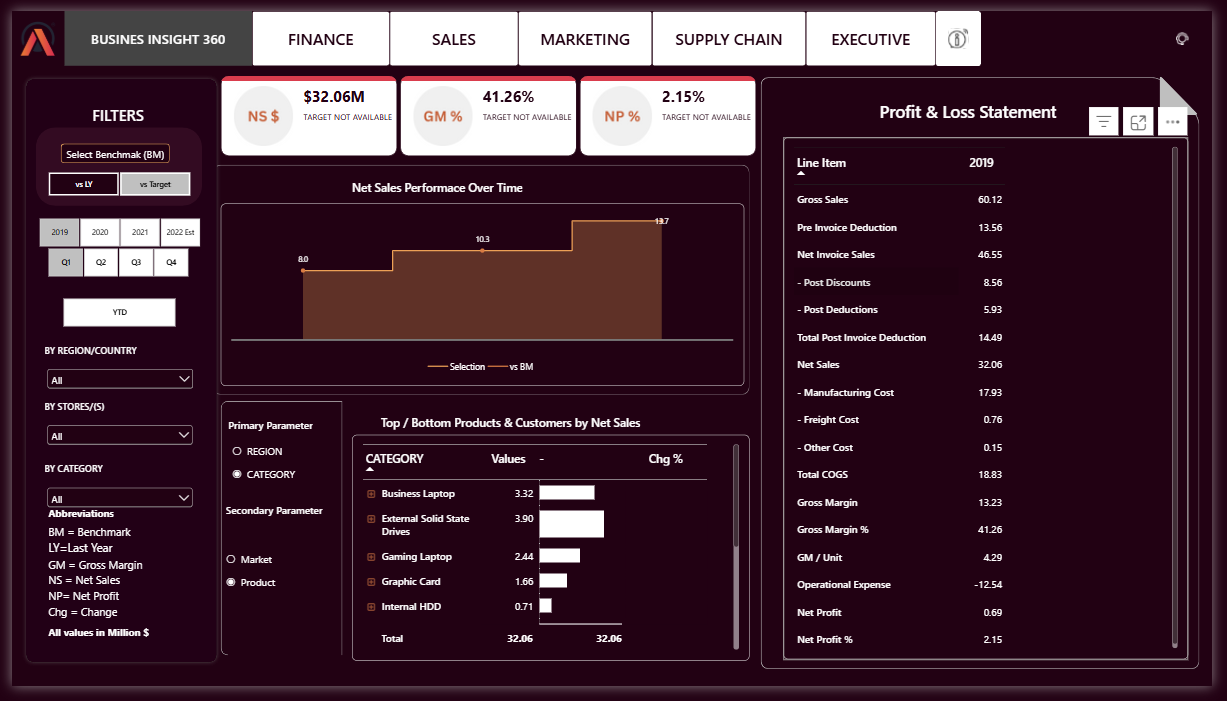 BUSINES INSIGHT 360
FINANCE
SALES
MARKETING
SUPPLY CHAIN
EXECUTIVE
FILTERS
Select Benchmak (BM)
vs LY
vs Target
2019
2020
2021
2022 Est
Q1
Q2
Q3
Q4
YTD
BY REGION/COUNTRY
All
BY STORES/(S)
All
BY CATEGORY
All
Abbreviations
BM = Benchmark
LY=Last Year
GM = Gross Margin
NS = Net Sales
NP= Net Profit
Chg = Change
All values in Million $
NS $
$32.06M
TARGET NOT AVAILABLE
GM %
41.26%
TARGET NOT AVAILABLE
NP %
2.15%
TARGET NOT AVAILABLE
Net Sales Performace Over Time
8.0
10.3
13.7
Selection
vs BM
Primary Parameter
REGION
CATEGORY
Secondary Parameter
Market
Product
Top / Bottom Products & Customers by Net Sales
CATEGORY Values - Chg %
Business Laptop 3.32
External Solid State 3.90
Drives
Gaming Laptop 2.44
Graphic Card 1.66
Internal HDD 0.71
Total 32.06 32.06
Profit & Loss Statement
Line Item 2019
Gross Sales 60.12
Pre Invoice Deduction 13.56
Net Invoice Sales 46.55
- Post Discounts 8.56
- Post Deductions 5.93
Total Post Invoice Deduction 14.49
Net Sales 32.06
- Manufacturing Cost 17.93
- Freight Cost 0.76
- Other Cost 0.15
Total COGS 18.83
Gross Margin 13.23
Gross Margin % 41.26
GM / Unit 4.29
Operational Expense -12.54
Net Profit 0.69
Net Profit % 2.15